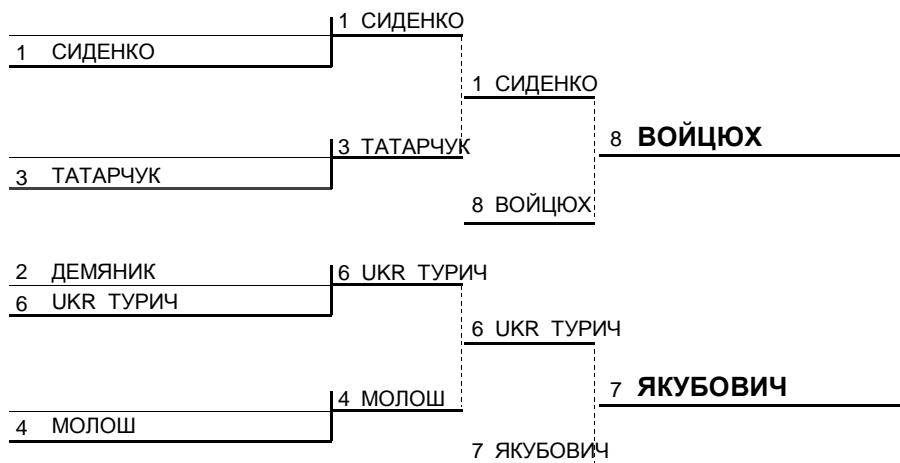 1 СИДЕНКО
1 СИДЕНКО
1 СИДЕНКО
3 ТАТАРЧУК
8 ВОЙЦЮХ
3 ТАТАРЧУК
8 ВОЙЦЮХ
2 ДЕМЯНИК
6 UKR ТУРИЧ
6 UKR ТУРИЧ
6 UKR ТУРИЧ
4 МОЛОШ
7 ЯКУБОВИЧ
4 МОЛОШ
7 ЯКУБОВИЧ